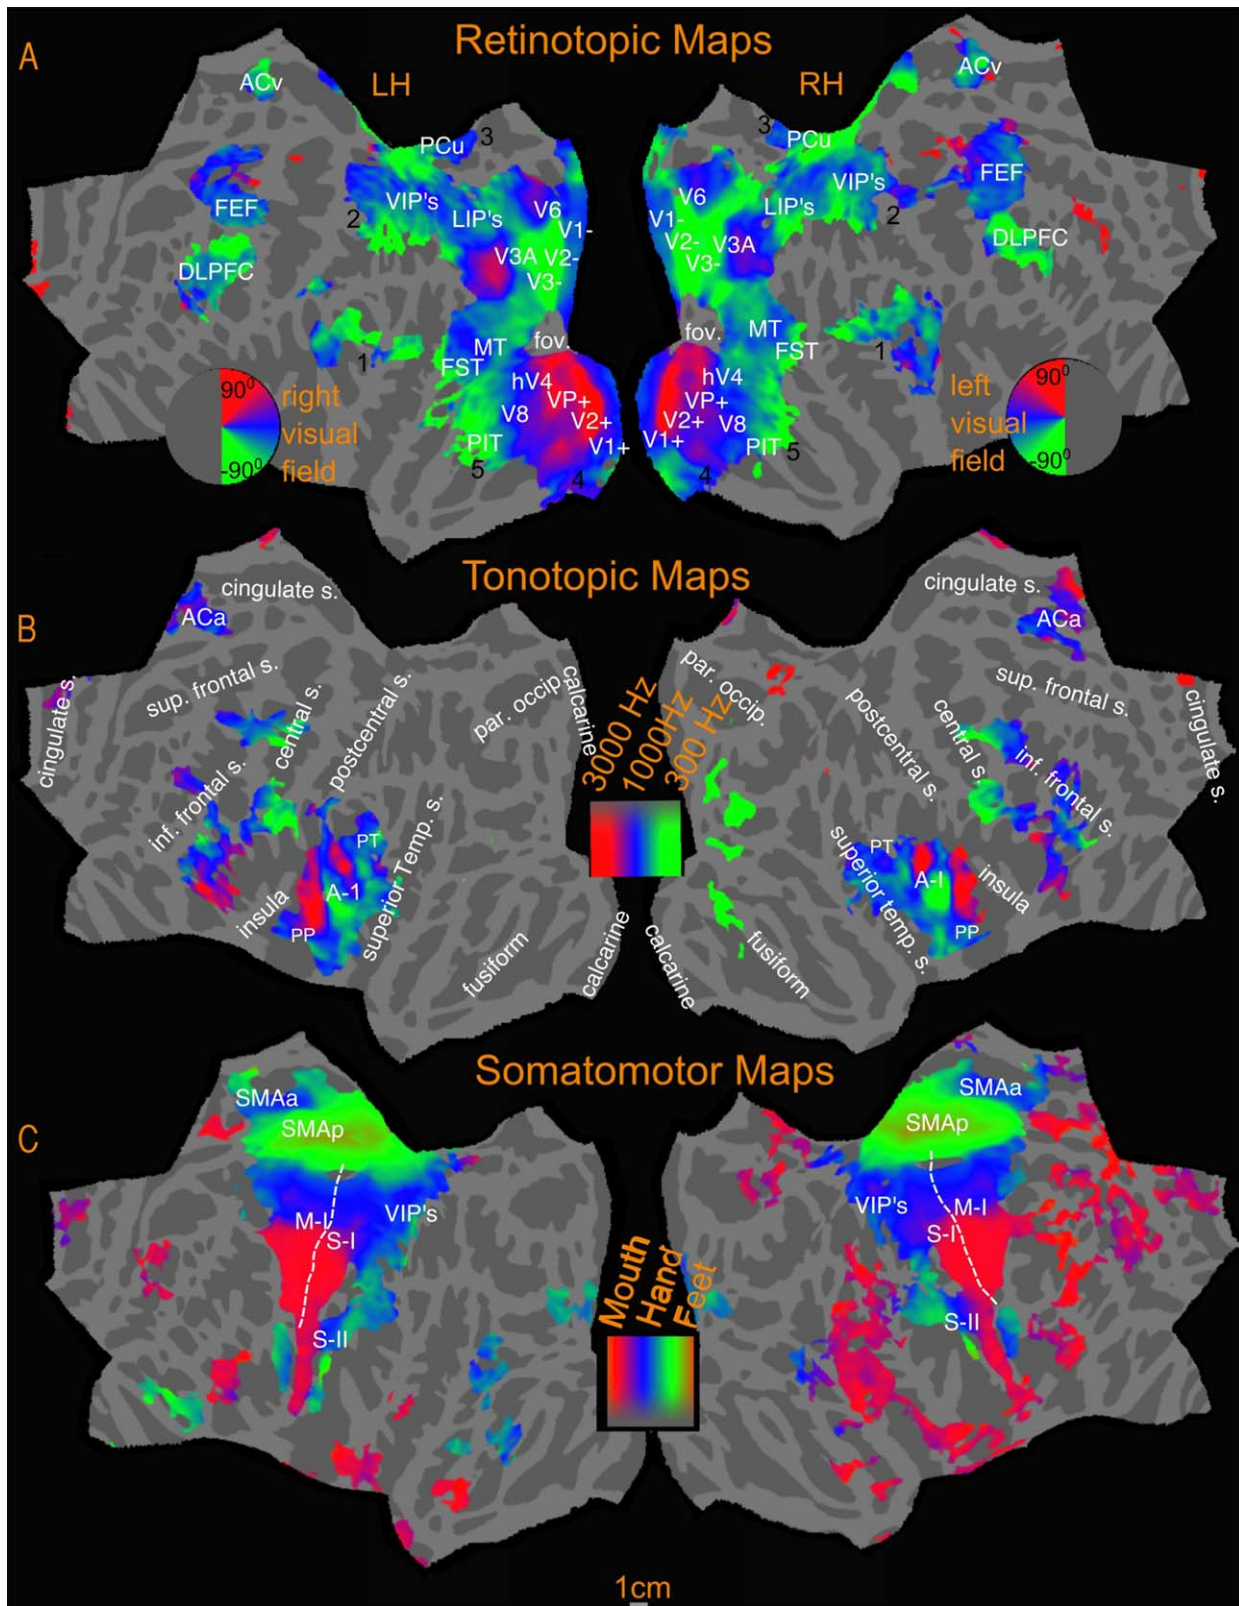 Retinotopic Maps
A
LH
RH
ACv
ACv
3
PCu
3
PCu
FEF
VIP's
2
LIP's
V6
V1-
V6
V1-
LIP's
VIP's
2
FEF
DLPFC
V3A
V2-
V3-
V2-
V3-
V3A
DLPFC
1
FST
MT
fov.
fov.
MT
FST
1
90⁰
right
visual
field
-90⁰
hV4
VP+
V8
V2+
V1+
PIT
5
4
hV4
VP+
V2+
V8
V1+
PIT
5
4
left
visual
field
90⁰
-90⁰
Tonotopic Maps
B
cingulate s.
ACa
cingulate s.
sup. frontal s.
central s.
postcentral s.
par. occip.
calcarine
inf. frontal s.
PT
A-1
PP
insula
superior Temp. s.
fusiform
calcarine
3000 Hz
1000Hz
300 Hz
cingulate s.
ACa
par. occip.
postcentral s.
central s.
sup. frontal s.
inf. frontal s.
cingulate s.
superior temp. s.
PT
A-I
PP
insula
fusiform
calcarine
Somatomotor Maps
C
SMAa
SMAp
VIP's
M-I
S-I
S-II
Mouth
Hand
Feet
SMAa
SMAp
VIP's
M-I
S-I
S-II
1cm